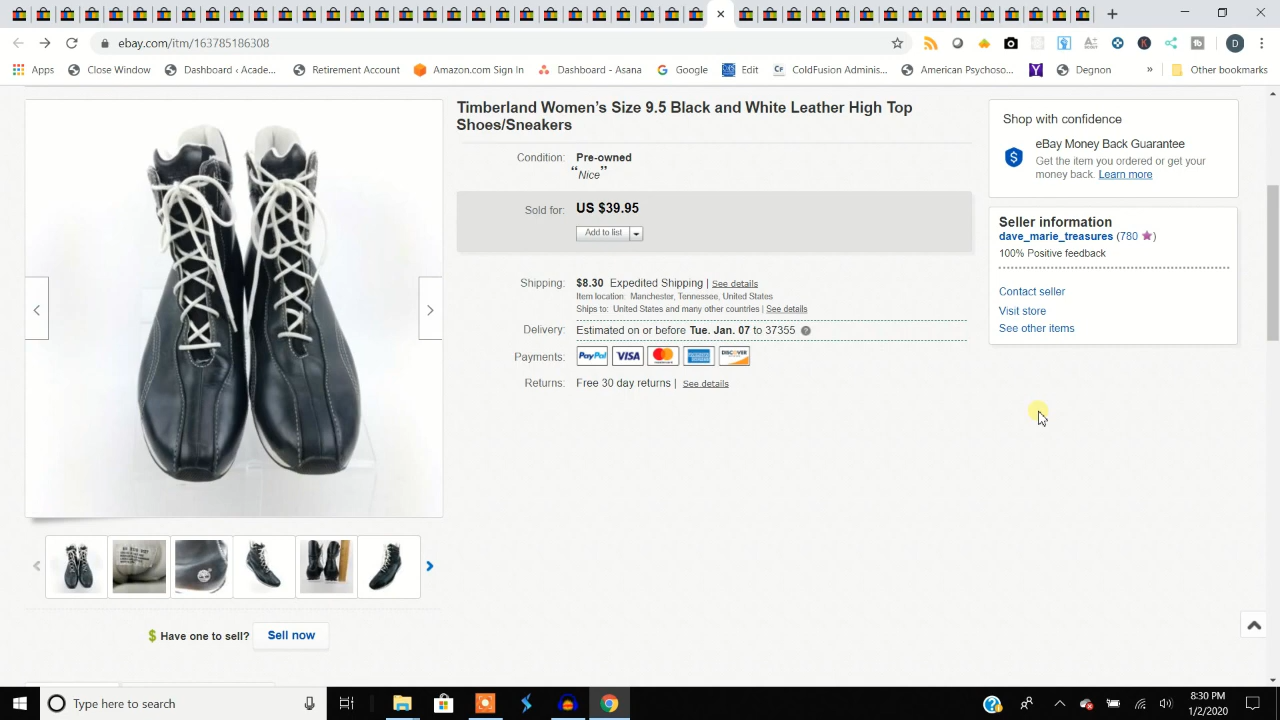 ebay.com/itm/163785186308
D
Apps
Close Window
Dashboard ‹ Acade...
Retirement Account
Amazon.com Sign In
Dashboard - Asana
Google
Edit
ColdFusion Adminis...
American Psychoso...
Degnon
»
Other bookmarks
Timberland Women's Size 9.5 Black and White Leather High Top
Shoes/Sneakers
Condition: Pre-owned
“Nice”
Sold for: US $39.95
Add to list
Shipping: $8.30 Expedited Shipping | See details
Item location: Manchester, Tennessee, United States
Ships to: United States and many other countries | See details
Delivery: Estimated on or before Tue. Jan. 07 to 37355
Payments: PayPal VISA MasterCard AMERICAN EXPRESS DISCOVER
Returns: Free 30 day returns | See details
Shop with confidence
eBay Money Back Guarantee
Get the item you ordered or get your
money back. Learn more
Seller information
dave_marie_treasures (780 ★)
100% Positive feedback
Contact seller
Visit store
See other items
$ Have one to sell? Sell now
Type here to search
8:30 PM
1/2/2020